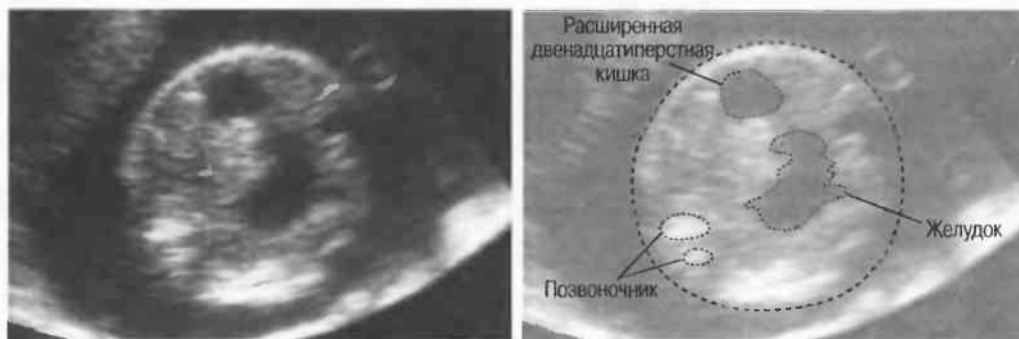 Расширенная
двенадцатиперстная
кишка
Желудок
Позвоночник